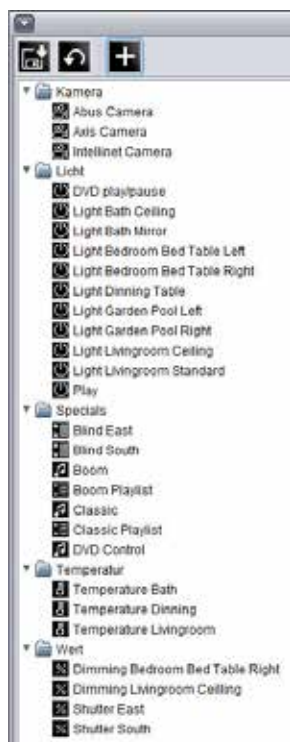 Kamera
Abus Camera
Axis Camera
Intellinet Camera
Licht
DVD play/pause
Light Bath Ceiling
Light Bath Mirror
Light Bedroom Bed Table Left
Light Bedroom Bed Table Right
Light Dinning Table
Light Garden Pool Left
Light Garden Pool Right
Light Livingroom Ceiling
Light Livingroom Standard
Play
Specials
Blind East
Blind South
Boom
Boom Playlist
Classic
Classic Playlist
DVD Control
Temperatur
Temperature Bath
Temperature Dinning
Temperature Livingroom
Wert
Dimming Bedroom Bed Table Right
Dimming Livingroom Ceilling
Shutter East
Shutter South